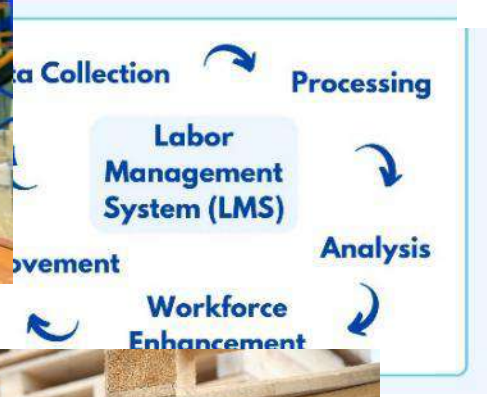 Collection
Processing
Labor
Management
System (LMS)
Analysis
Workforce
Enhancement